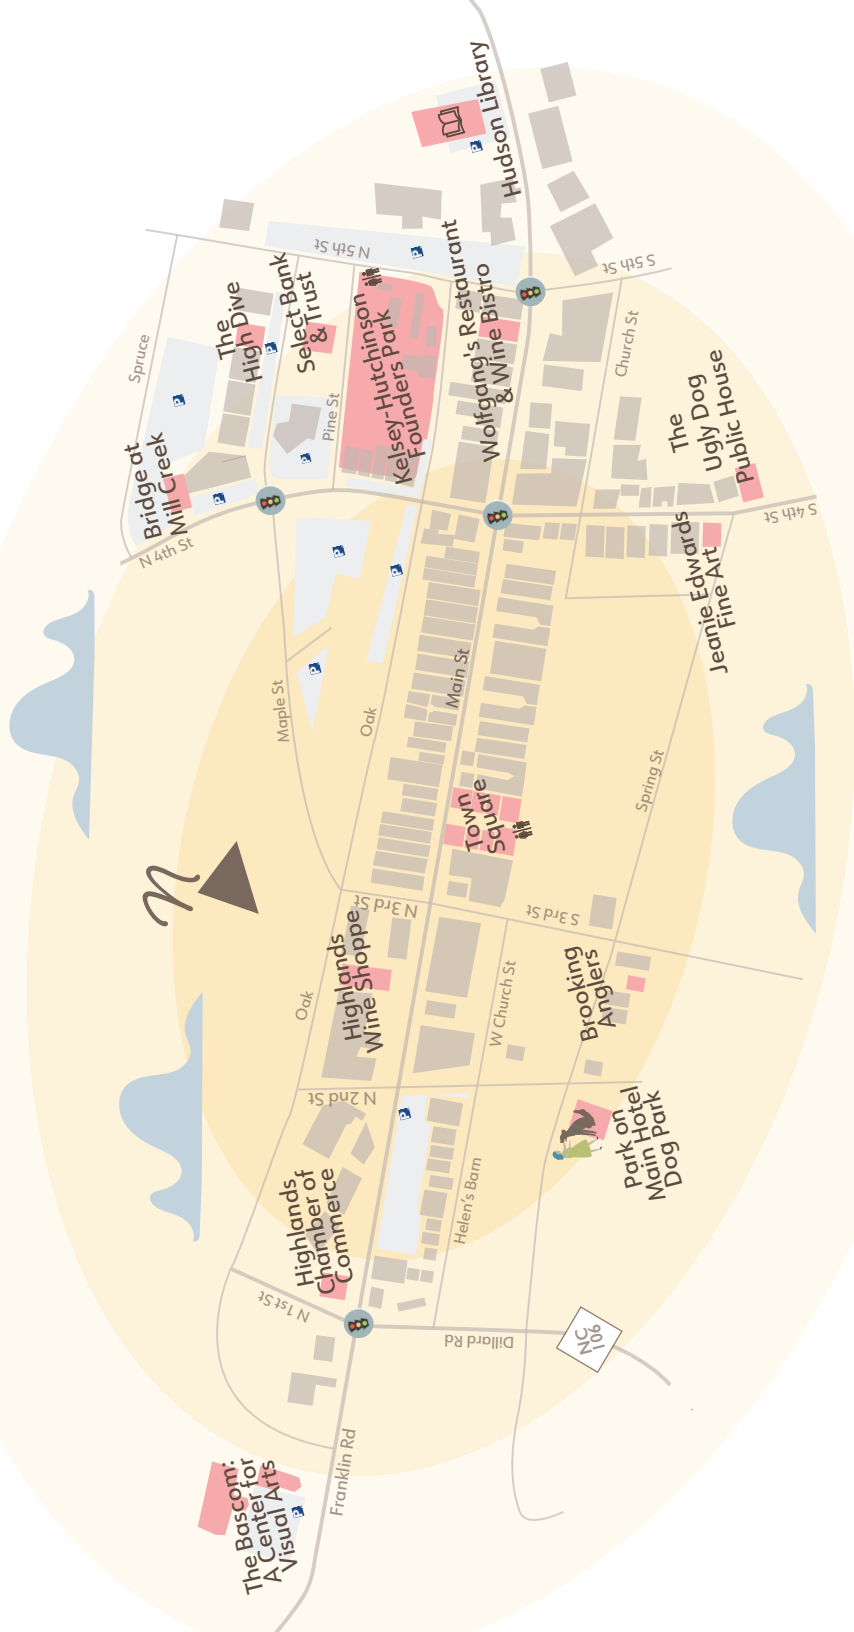 Hudson Library
N 5th St
S 5th St
Spruce
The
High Dive
Select Bank
& Trust
Kelsey-Hutchinson
Founders Park
Wolfgang's Restaurant
& Wine Bistro
Church St
Pine St
Bridge at
Mill Creek
The
Ugly Dog
Public House
N 4th St
S 4th St
Jeanie Edwards
Fine Art
Maple St
Oak
Main St
Spring St
Town
Square
N
N 3rd St
S 3rd St
Highlands
Wine Shoppe
Oak
W Church St
Brooking
Anglers
N 2nd St
Park on
Main Hotel
Dog Park
Highlands
Chamber of
Commerce
Helen's Barn
N 1st St
Dillard Rd
NC
106
Franklin Rd
The Bascom:
A Center for
Visual Arts
P
P
P
P
P
P
P
P
P
P
P